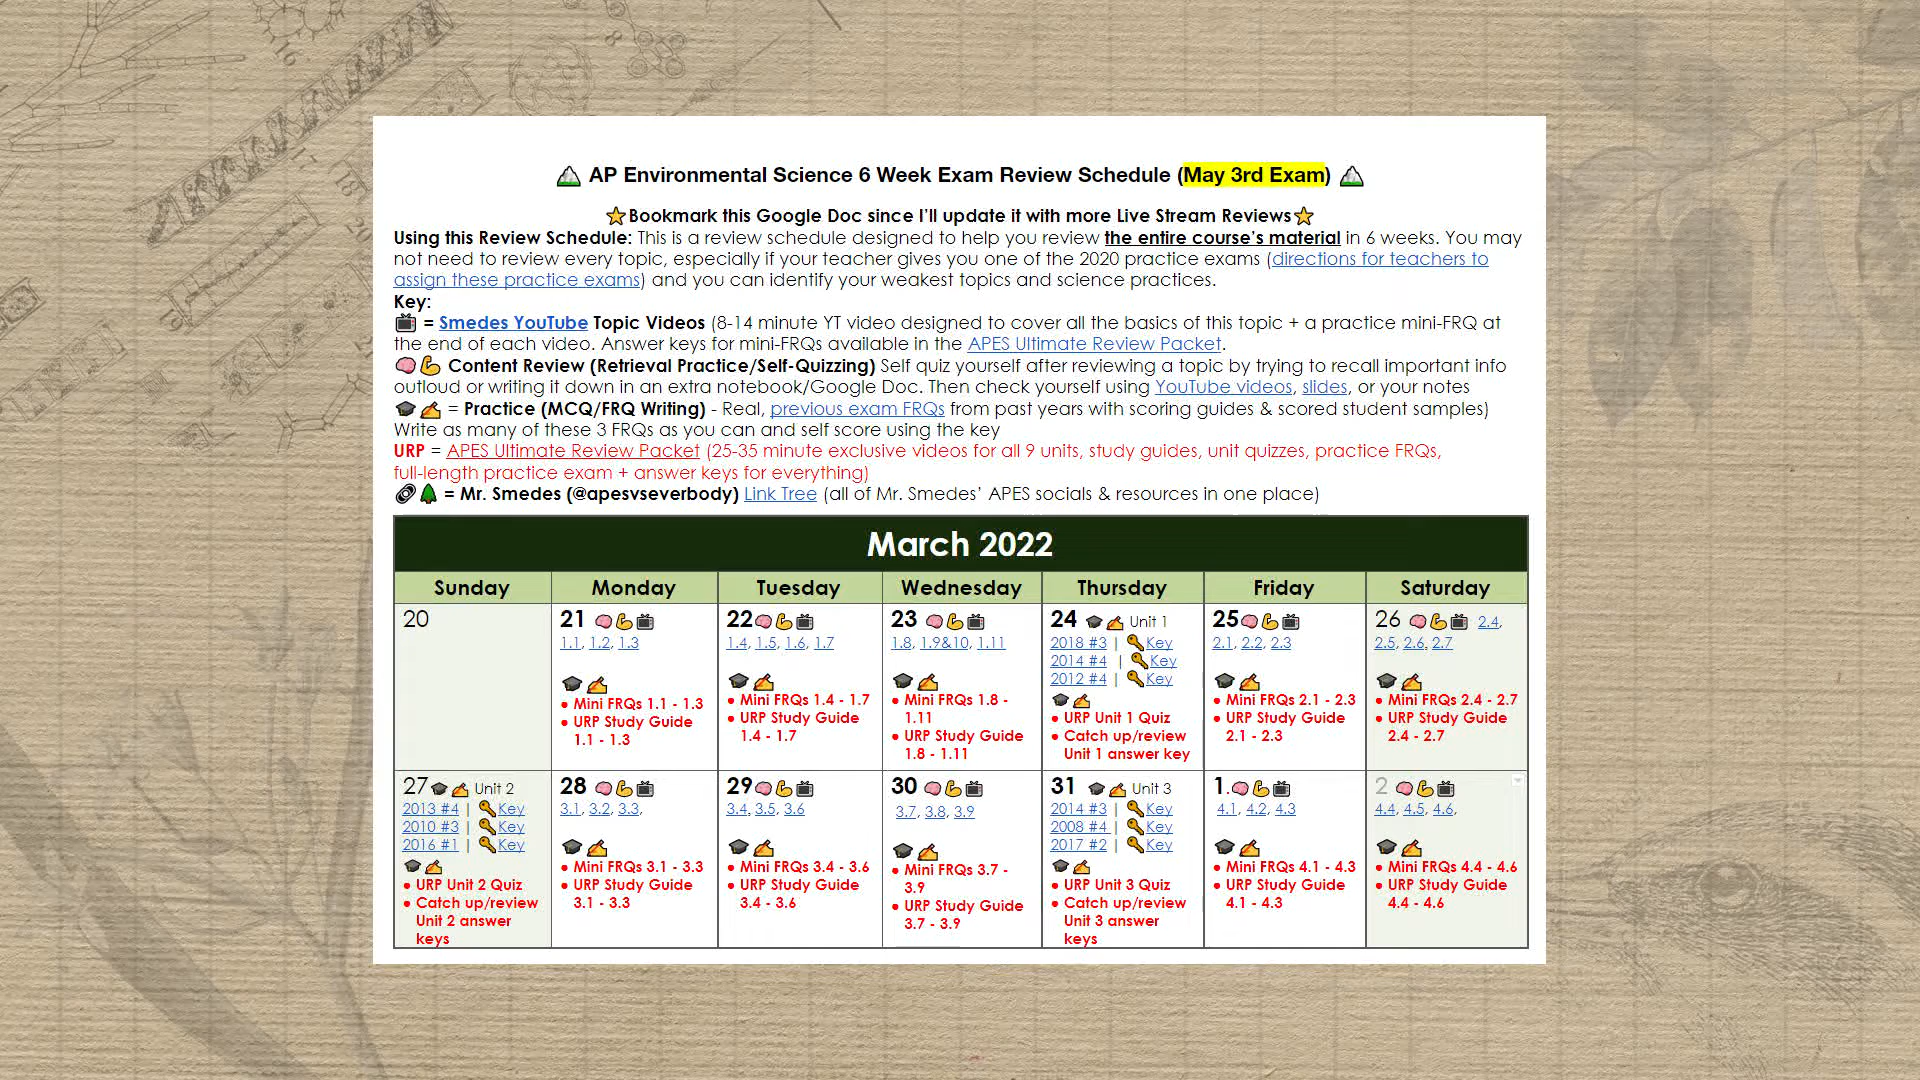 AP Environmental Science 6 Week Exam Review Schedule (May 3rd Exam)
⭐Bookmark this Google Doc since I'll update it with more Live Stream Reviews⭐
Using this Review Schedule: This is a review schedule designed to help you review the entire course's material in 6 weeks. You may
not need to review every topic, especially if your teacher gives you one of the 2020 practice exams (directions for teachers to
assign these practice exams) and you can identify your weakest topics and science practices.
Key:
📺 = Smedes YouTube Topic Videos (8-14 minute YT video designed to cover all the basics of this topic + a practice mini-FRQ at
the end of each video. Answer keys for mini-FRQs available in the APES Ultimate Review Packet.
🧠💪 Content Review (Retrieval Practice/Self-Quizzing) Self quiz yourself after reviewing a topic by trying to recall important info
outloud or writing it down in an extra notebook/Google Doc. Then check yourself using YouTube videos, slides, or your notes
🎓✍ = Practice (MCQ/FRQ Writing) - Real, previous exam FRQs from past years with scoring guides & scored student samples)
Write as many of these 3 FRQs as you can and self score using the key
URP = APES Ultimate Review Packet (25-35 minute exclusive videos for all 9 units, study guides, unit quizzes, practice FRQs,
full-length practice exam + answer keys for everything)
🔗🌲 = Mr. Smedes (@apesvseverbody) Link Tree (all of Mr. Smedes' APES socials & resources in one place)
March 2022
Sunday Monday Tuesday Wednesday Thursday Friday Saturday
20
21
1.1, 1.2, 1.3
• Mini FRQs 1.1 - 1.3
• URP Study Guide
1.1 - 1.3
22
1.4, 1.5, 1.6, 1.7
• Mini FRQs 1.4 - 1.7
• URP Study Guide
1.4 - 1.7
23
1.8, 1.9&10, 1.11
• Mini FRQs 1.8 -
1.11
• URP Study Guide
1.8 - 1.11
24 Unit 1
2018 #3 | Key
2014 #4 | Key
2012 #4 | Key
• URP Unit 1 Quiz
• Catch up/review
Unit 1 answer key
25
2.1, 2.2, 2.3
• Mini FRQs 2.1 - 2.3
• URP Study Guide
2.1 - 2.3
26 2.4,
2.5, 2.6, 2.7
• Mini FRQs 2.4 - 2.7
• URP Study Guide
2.4 - 2.7
27 Unit 2
2013 #4 | Key
2010 #3 | Key
2016 #1 | Key
• URP Unit 2 Quiz
• Catch up/review
Unit 2 answer
keys
28
3.1, 3.2, 3.3,
• Mini FRQs 3.1 - 3.3
• URP Study Guide
3.1 - 3.3
29
3.4, 3.5, 3.6
• Mini FRQs 3.4 - 3.6
• URP Study Guide
3.4 - 3.6
30
3.7, 3.8, 3.9
• Mini FRQs 3.7 -
3.9
• URP Study Guide
3.7 - 3.9
31 Unit 3
2014 #3 | Key
2008 #4 | Key
2017 #2 | Key
• URP Unit 3 Quiz
• Catch up/review
Unit 3 answer
keys
1.
4.1, 4.2, 4.3
• Mini FRQs 4.1 - 4.3
• URP Study Guide
4.1 - 4.3
2
4.4, 4.5, 4.6,
• Mini FRQs 4.4 - 4.6
• URP Study Guide
4.4 - 4.6